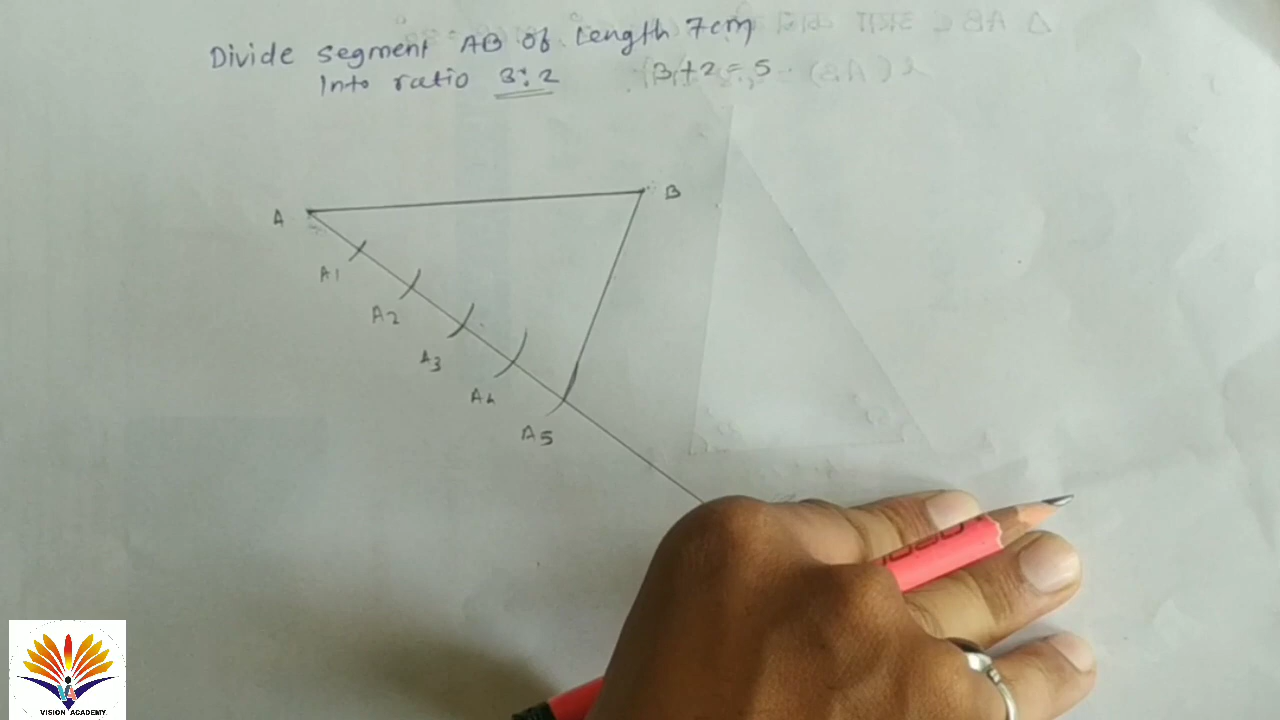 Divide segment AB of length 7cm
Into ratio 3:2 3+2=5
A B
A1
A2
A3
A4
A5
VISION ACADEMY